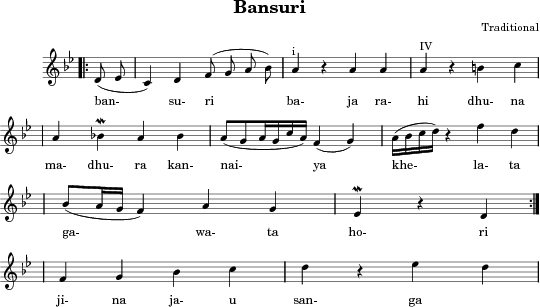 Bansuri
Traditional
i IV
ban- su- ri ba- ja ra- hi dhu- na
ma- dhu- ra kan- nai- ya khe- la- ta
ga- wa- ta ho- ri
ji- na ja- u san- ga